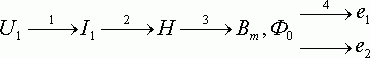 U₁ —1→ I₁ —2→ H —3→ Bₘ, Φ₀ —4→ e₁
→ e₂